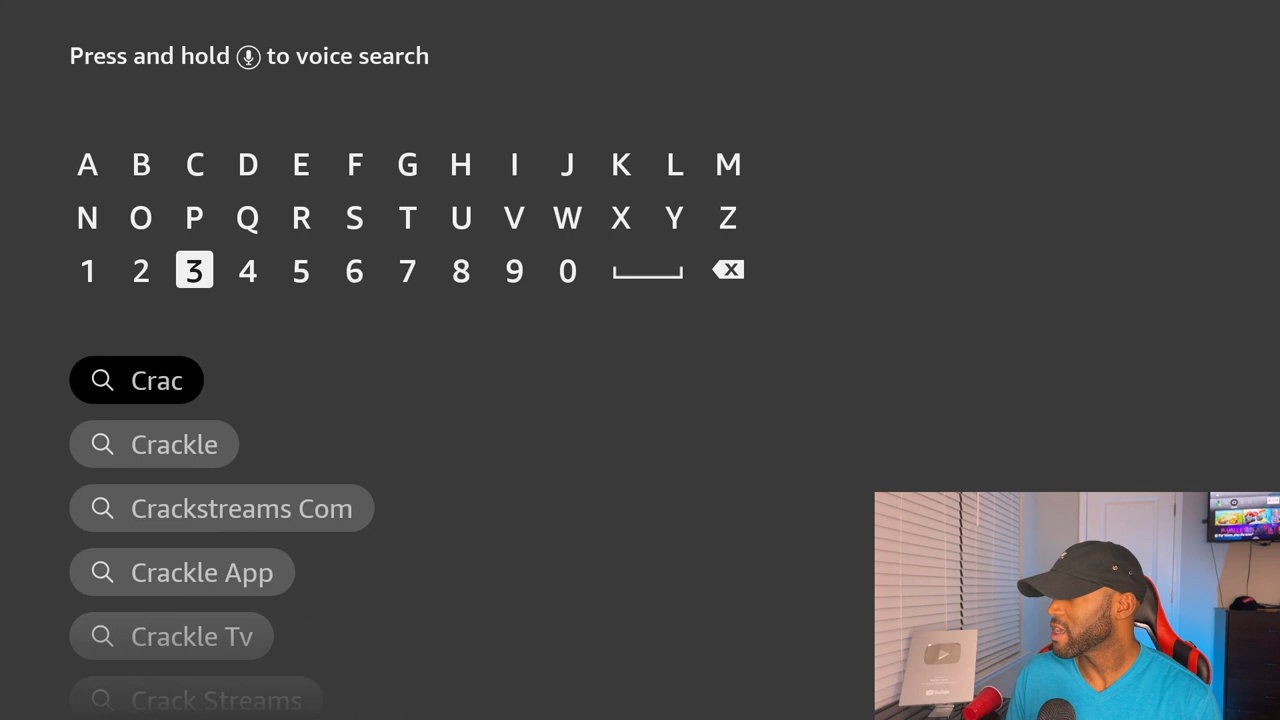 Press and hold to voice search
A B C D E F G H I J K L M
N O P Q R S T U V W X Y Z
1 2 3 4 5 6 7 8 9 0
Crac
Crackle
Crackstreams Com
Crackle App
Crackle Tv
Crack Streams
YouTube